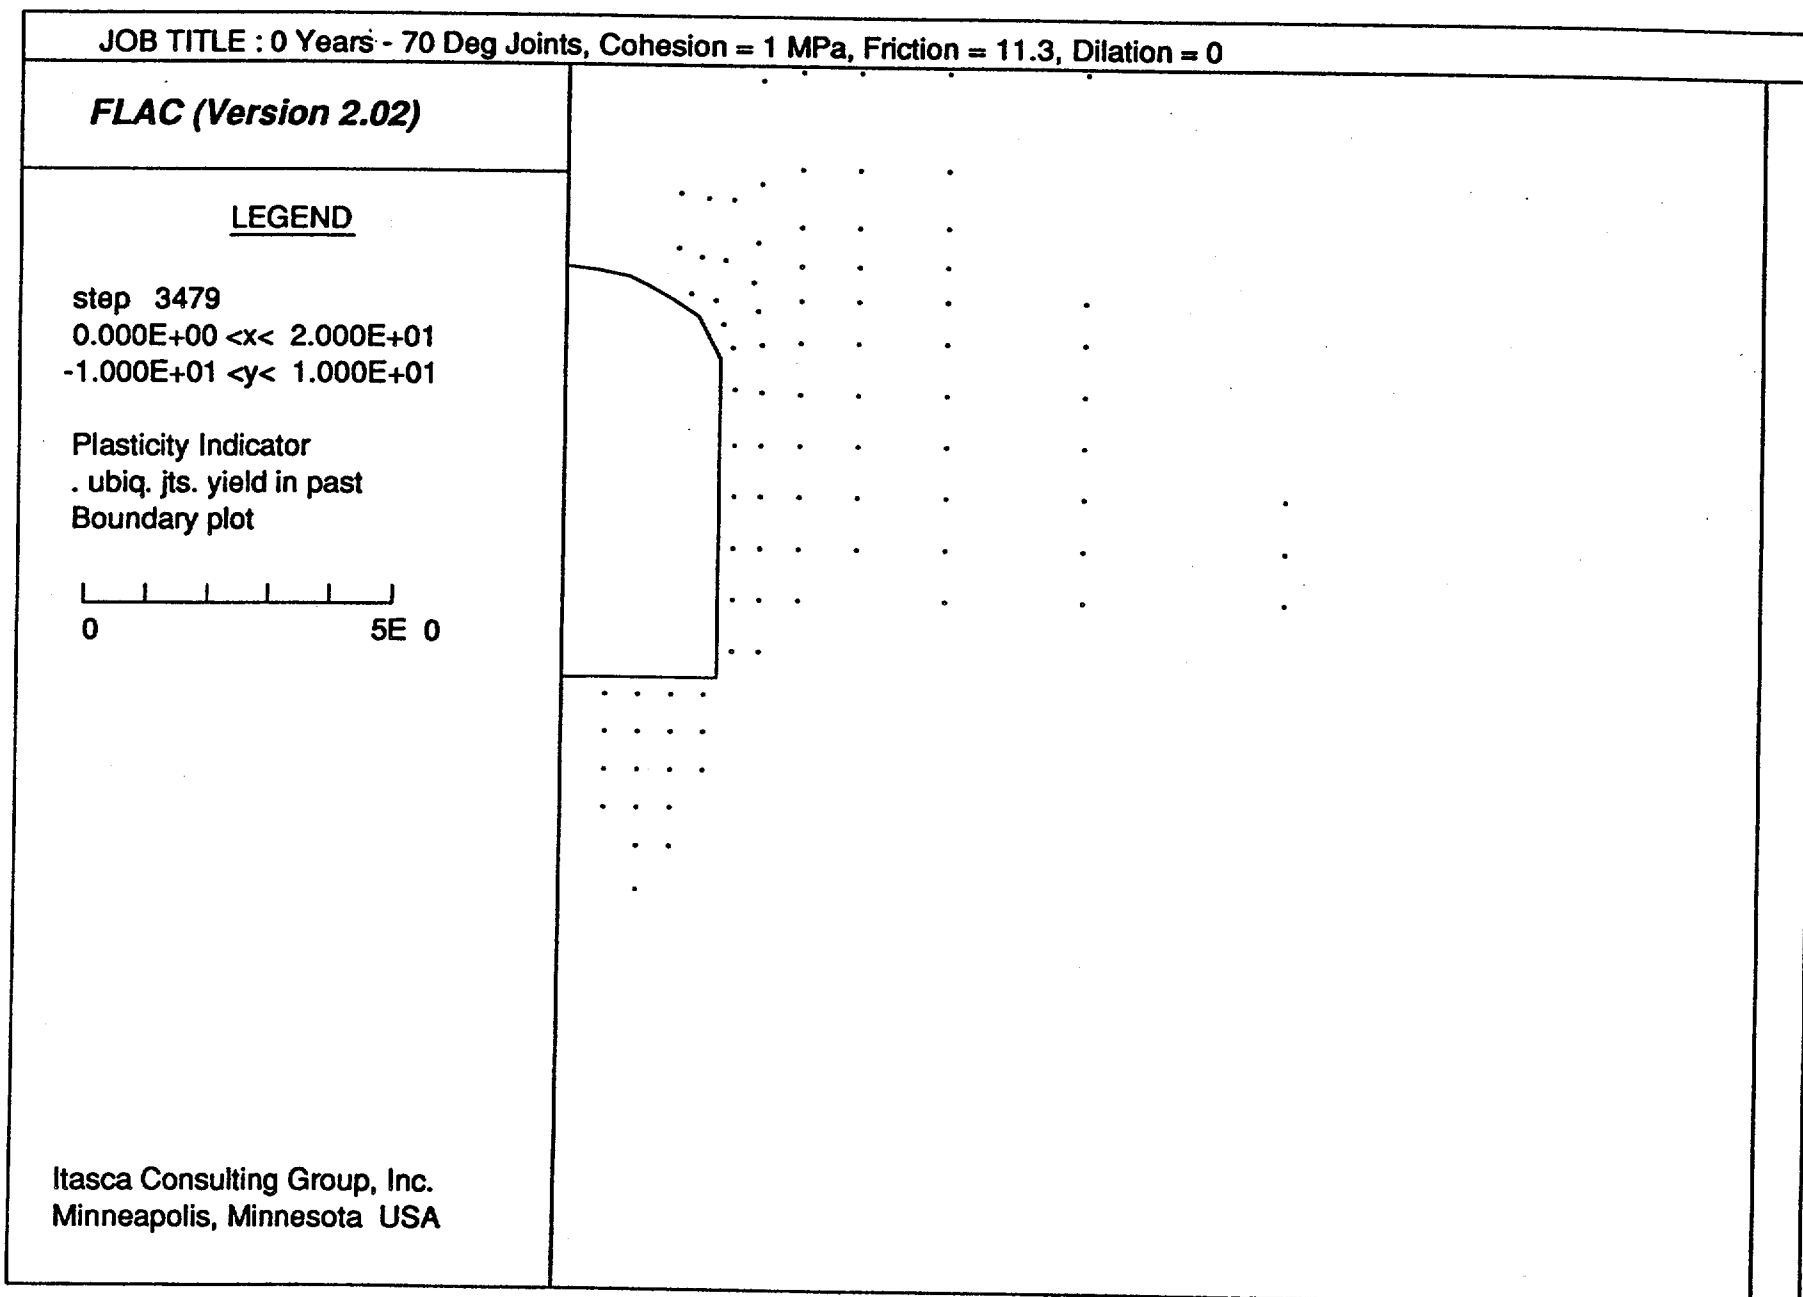 JOB TITLE : 0 Years - 70 Deg Joints, Cohesion = 1 MPa, Friction = 11.3, Dilation = 0
FLAC (Version 2.02)
LEGEND
step 3479
0.000E+00 <x< 2.000E+01
-1.000E+01 <y< 1.000E+01
Plasticity Indicator
. ubiq. jts. yield in past
Boundary plot
0 5E 0
Itasca Consulting Group, Inc.
Minneapolis, Minnesota USA